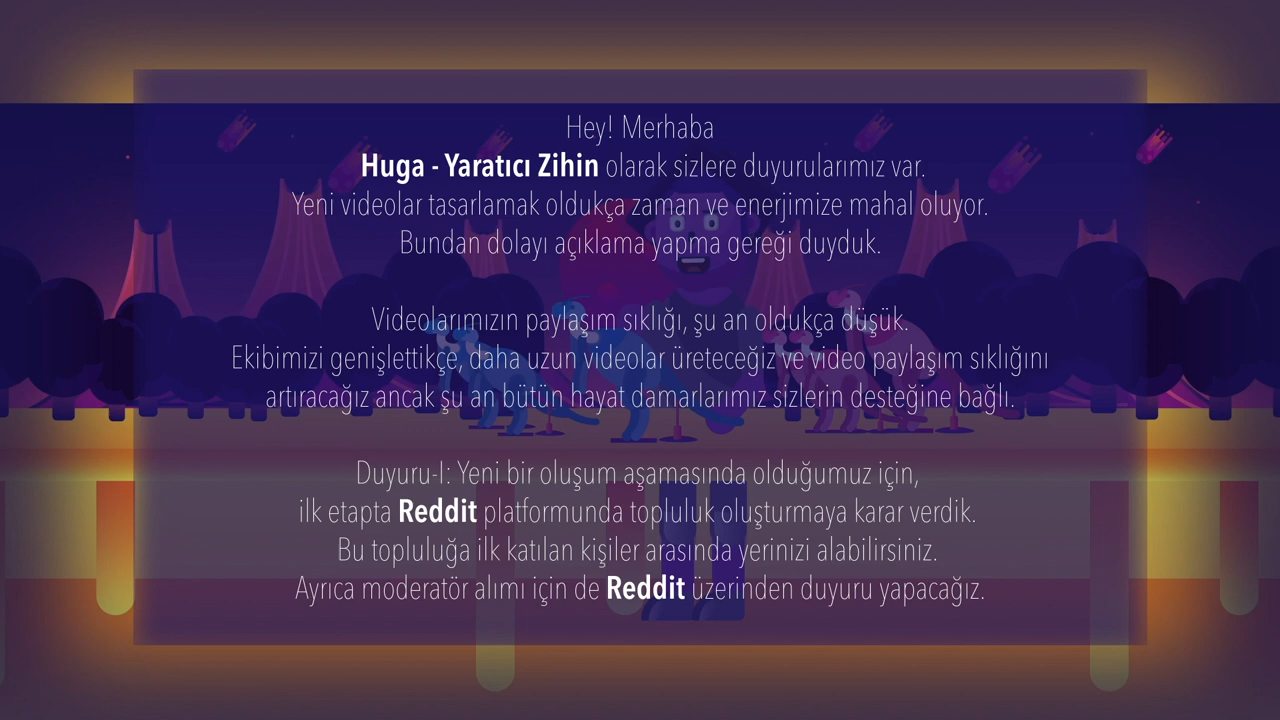 Hey! Merhaba
Huga - Yaratıcı Zihin olarak sizlere duyurularımız var.
Yeni videolar tasarlamak oldukça zaman ve enerjimize mahal oluyor.
Bundan dolayı açıklama yapma gereği duyduk.
Videolarımızın paylaşım sıklığı, şu an oldukça düşük.
Ekibimizi genişlettikçe, daha uzun videolar üreteceğiz ve video paylaşım sıklığını
artıracağız ancak şu an bütün hayat damarlarımız sizlerin desteğine bağlı.
Duyuru-I: Yeni bir oluşum aşamasında olduğumuz için,
ilk etapta Reddit platformunda topluluk oluşturmaya karar verdik.
Bu topluluğa ilk katılan kişiler arasında yerinizi alabilirsiniz.
Ayrıca moderatör alımı için de Reddit üzerinden duyuru yapacağız.